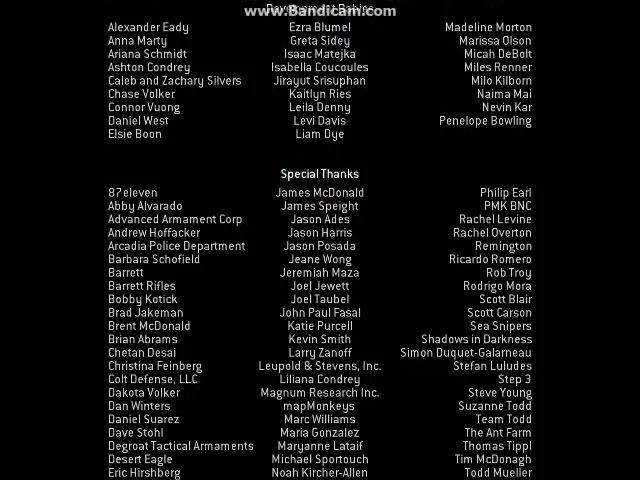 www.Bandicam.com
Alexander Eady Ezra Blumel Madeline Morton
Anna Marty Greta Sidey Marissa Olson
Ariana Schmidt Isaac Matejka Micah DeBolt
Ashton Condrey Isabella Coucoules Miles Renner
Caleb and Zachary Silvers Jirayut Srisuphan Milo Kilborn
Chase Volker Kaitlyn Ries Naima Mai
Connor Vuong Leila Denny Nevin Kar
Daniel West Levi Davis Penelope Bowling
Elsie Boon Liam Dye
Special Thanks
87eleven James McDonald Philip Earl
Abby Alvarado James Speight PMK BNC
Advanced Armament Corp Jason Ades Rachel Levine
Andrew Hoffacker Jason Harris Rachel Overton
Arcadia Police Department Jason Posada Remington
Barbara Schofield Jeane Wong Ricardo Romero
Barrett Jeremiah Maza Rob Troy
Barrett Rifles Joel Jewett Rodrigo Mora
Bobby Kotick Joel Taubel Scott Blair
Brad Jakeman John Paul Fasal Scott Carson
Brent McDonald Katie Purcell Sea Snipers
Brian Abrams Kevin Smith Shadows in Darkness
Chetan Desai Larry Zanoff Simon Duquet-Galarneau
Christina Feinberg Leupold & Stevens, Inc. Stefan Luludes
Colt Defense, LLC Liliana Condrey Step 3
Dakota Volker Magnum Research Inc. Steve Young
Dan Winters mapMonkeys Suzanne Todd
Daniel Suarez Marc Williams Team Todd
Dave Stohl Maria Gonzalez The Ant Farm
Degroat Tactical Armaments Maryanne Lataif Thomas Tippl
Desert Eagle Michael Sportouch Tim McDonagh
Eric Hirshberg Noah Kircher-Allen Todd Mueller